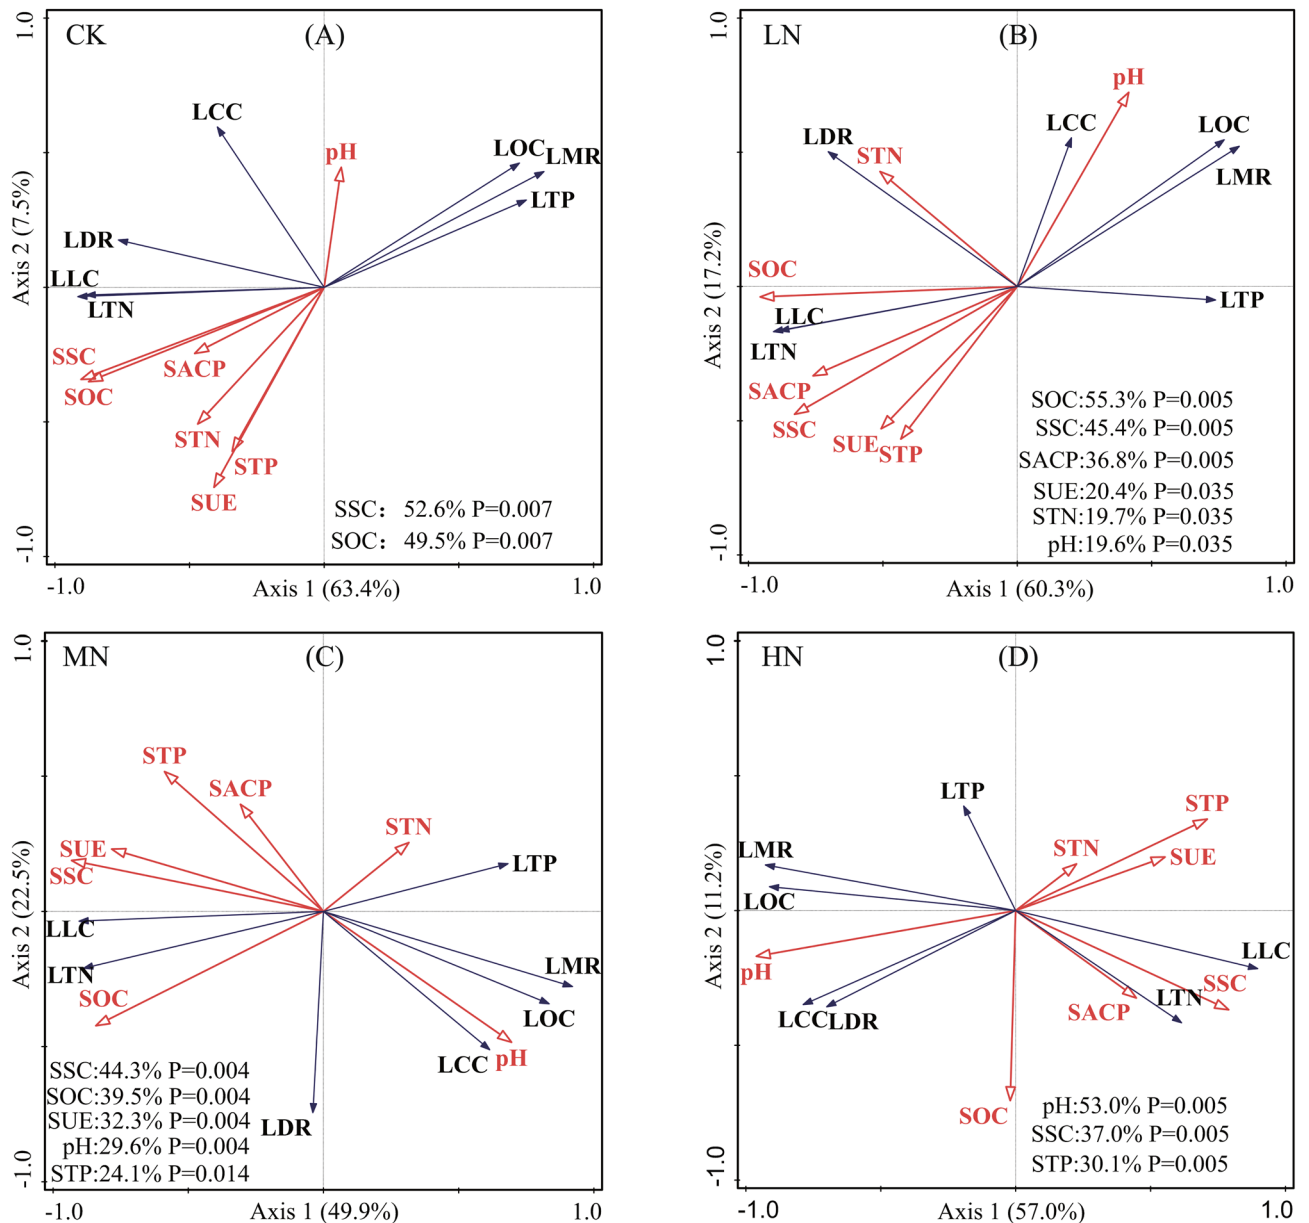 CK
(A)
1.0
LCC
pH
LOC
LMR
LTP
LDR
LLC
LTN
SSC
SOC
SACP
STN
STP
SUE
SSC: 52.6% P=0.007
SOC: 49.5% P=0.007
Axis 2 (7.5%)
-1.0
-1.0
Axis 1 (63.4%)
1.0
LN
(B)
1.0
pH
LCC
LOC
LMR
LDR
STN
SOC
LLC
LTP
LTN
SACP
SSC
SUE
STP
SOC:55.3% P=0.005
SSC:45.4% P=0.005
SACP:36.8% P=0.005
SUE:20.4% P=0.035
STN:19.7% P=0.035
pH:19.6% P=0.035
Axis 2 (17.2%)
-1.0
-1.0
Axis 1 (60.3%)
1.0
MN
(C)
1.0
STP
SACP
STN
SUE
SSC
LTP
LLC
LTN
SOC
LMR
LOC
LCC
pH
LDR
SSC:44.3% P=0.004
SOC:39.5% P=0.004
SUE:32.3% P=0.004
pH:29.6% P=0.004
STP:24.1% P=0.014
Axis 2 (22.5%)
-1.0
-1.0
Axis 1 (49.9%)
1.0
HN
(D)
1.0
LTP
STP
LMR
STN
SUE
LOC
pH
LLC
SSC
LTN
SACP
LCC
LDR
SOC
pH:53.0% P=0.005
SSC:37.0% P=0.005
STP:30.1% P=0.005
Axis 2 (11.2%)
-1.0
-1.0
Axis 1 (57.0%)
1.0